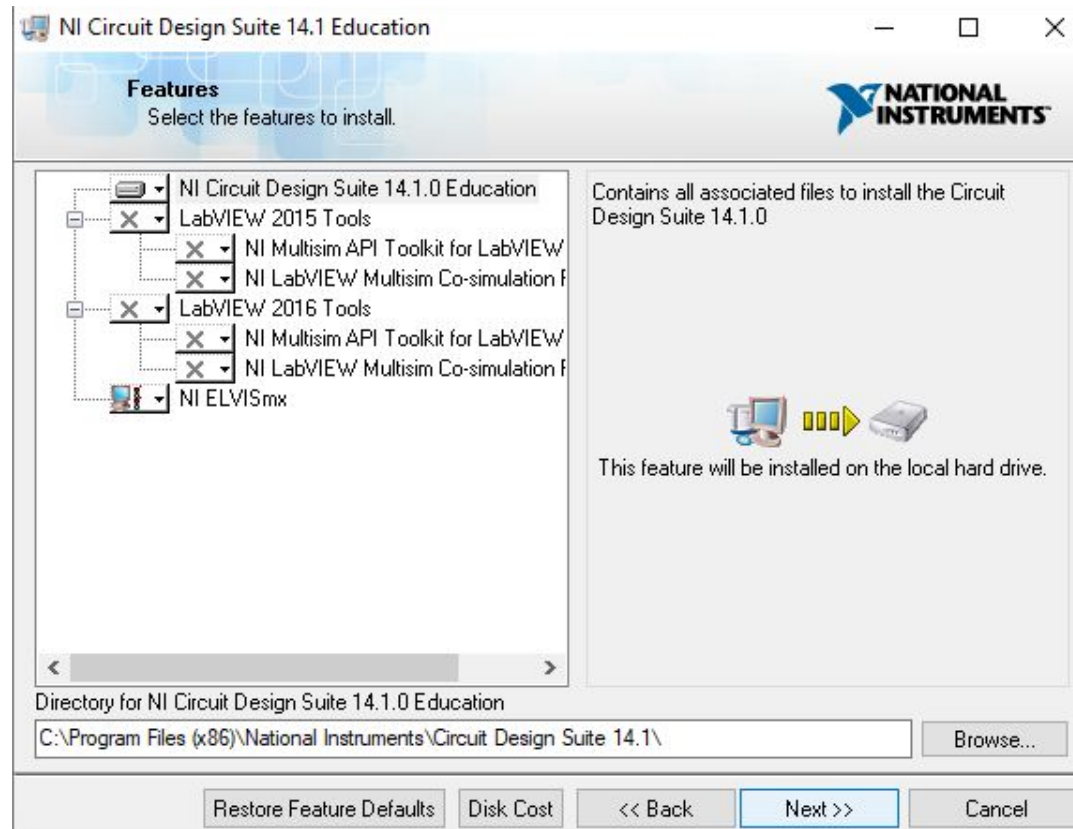 NI Circuit Design Suite 14.1 Education
Features
Select the features to install.
NATIONAL
INSTRUMENTS™
NI Circuit Design Suite 14.1.0 Education
LabVIEW 2015 Tools
NI Multisim API Toolkit for LabVIEW
NI LabVIEW Multisim Co-simulation
LabVIEW 2016 Tools
NI Multisim API Toolkit for LabVIEW
NI LabVIEW Multisim Co-simulation
NI ELVISmx
Contains all associated files to install the Circuit
Design Suite 14.1.0
This feature will be installed on the local hard drive.
Directory for NI Circuit Design Suite 14.1.0 Education
C:\Program Files (x86)\National Instruments\Circuit Design Suite 14.1\
Browse...
Restore Feature Defaults
Disk Cost
<< Back
Next >>
Cancel